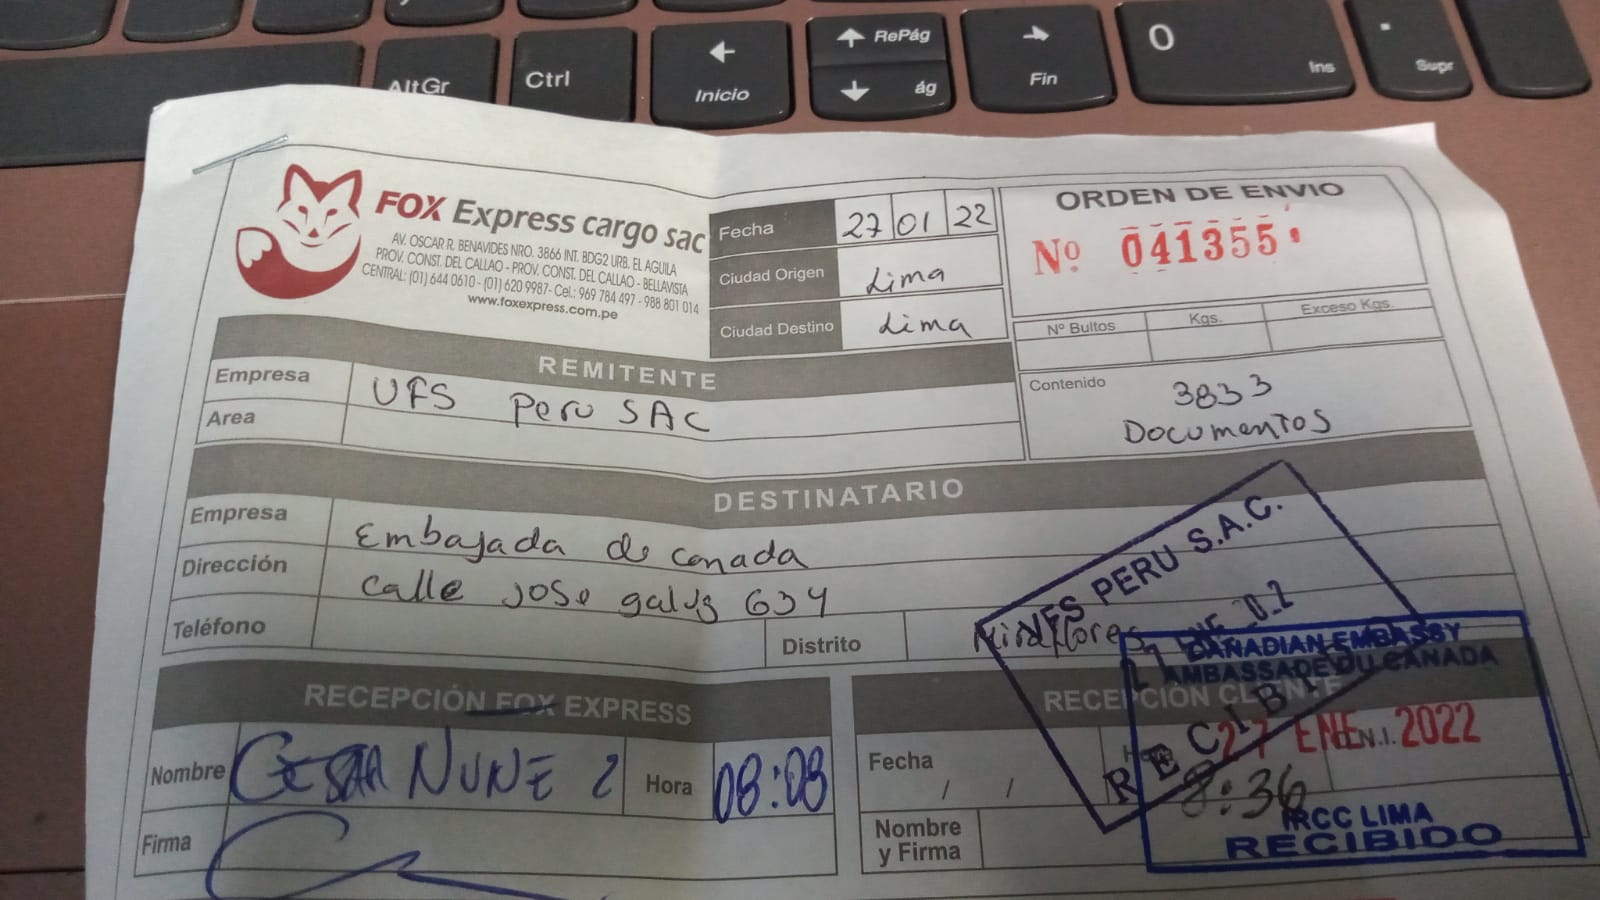 AltGr
Ctrl
Inicio
RePág
ág
Fin
0
Ins
.
Supr
FOX Express cargo sac
AV. OSCAR R. BENAVIDES NRO. 3866 INT. BDG2 URB. EL AGUILA
PROV. CONST. DEL CALLAO - PROV. CONST. DEL CALLAO - BELLAVISTA
CENTRAL: (01) 644 0610 - (01) 620 9987- Cel.: 969 784 497 - 988 801 014
www.foxexpress.com.pe
Fecha 27 01 22
Ciudad Origen Lima
Ciudad Destino Lima
ORDEN DE ENVIO
Nº 041355
Nº Bultos Kgs. Exceso Kgs.
Contenido 3833
Documentos
REMITENTE
Empresa UFS Peru SAC
Area
DESTINATARIO
Empresa Embajada de Canada
Dirección calle Jose galvs 634
Teléfono
Distrito Miraflores
RECEPCIÓN FOX EXPRESS
Nombre CESAR NUNEZ
Hora 08:08
Firma
RECEPCIÓN CLIENTE
Fecha / /
Hora
D.N.I.
8:36
Nombre
y Firma
PERU S.A.C.
RECIBI
CANADIAN EMBASSY
AMBASSADE DU CANADA
27 ENE. 2022
IRCC LIMA
RECIBIDO